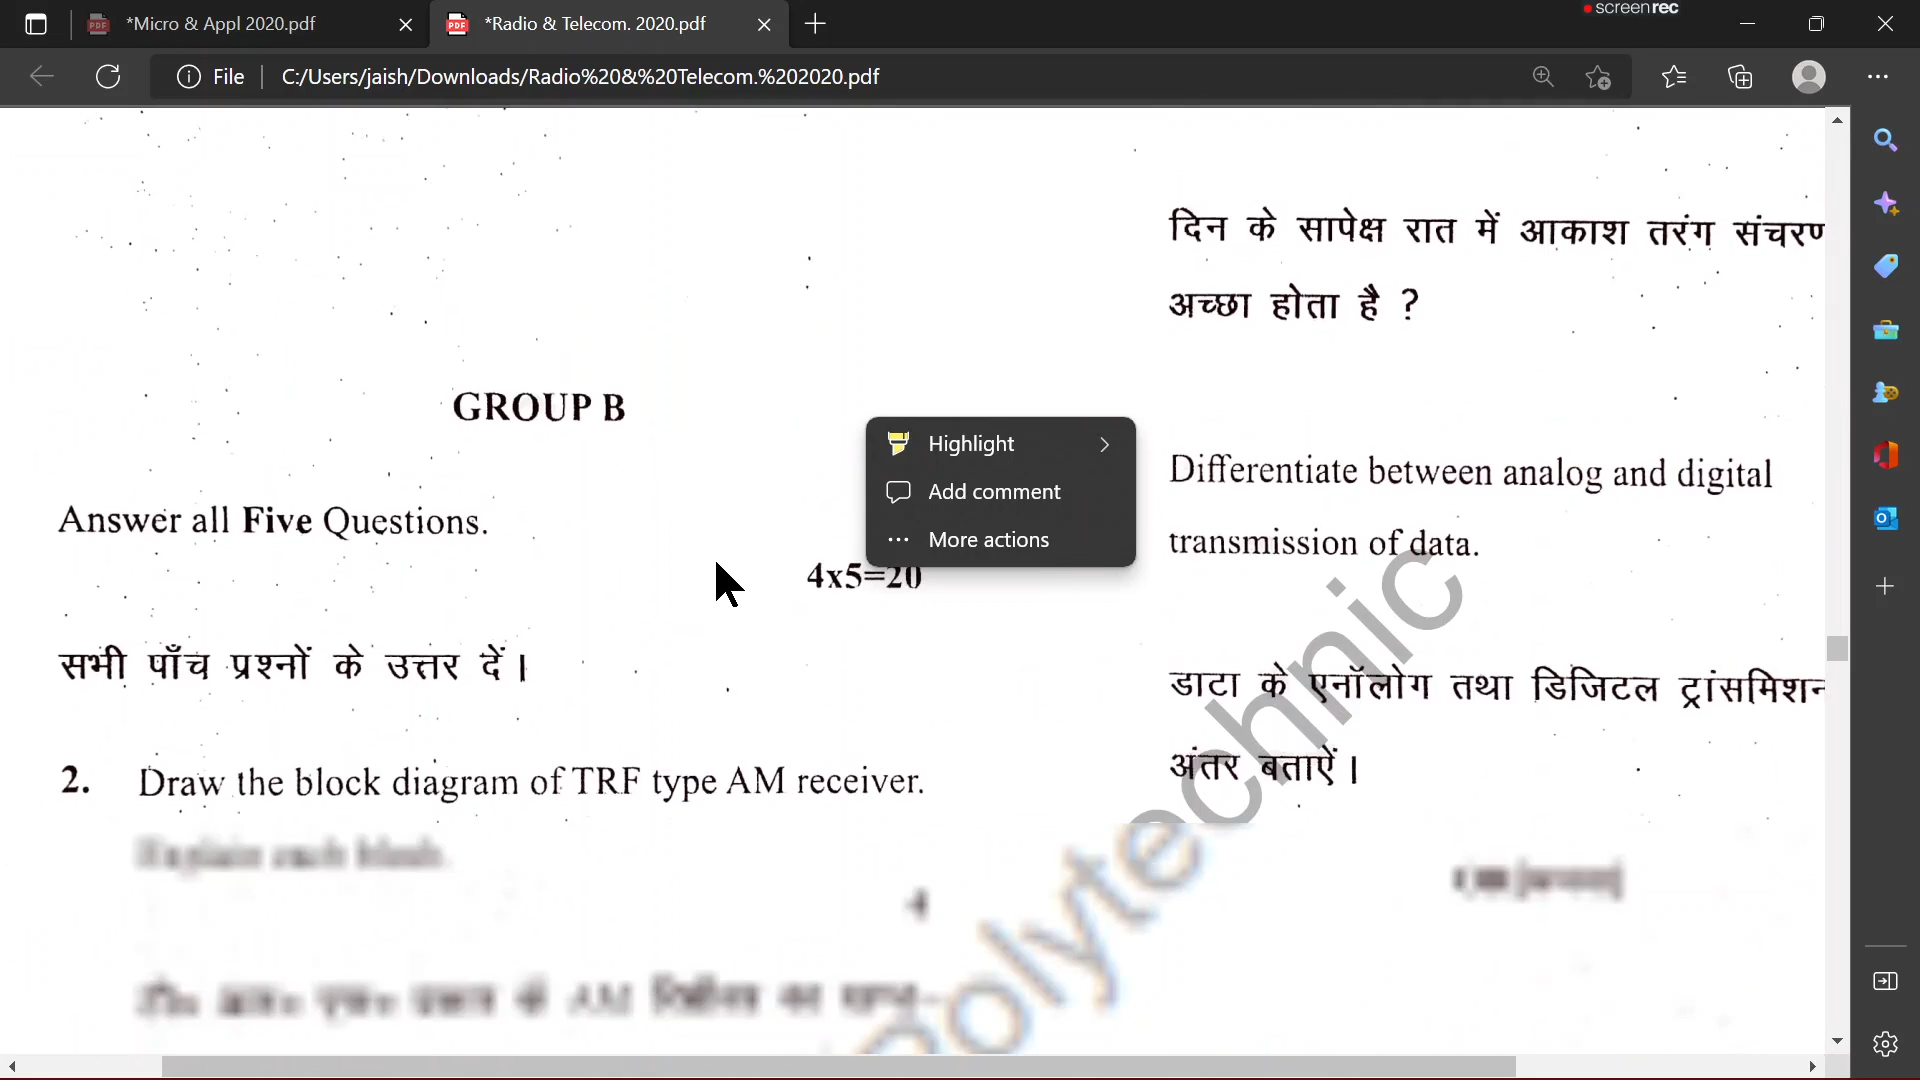 screenrec
*Micro & Appl 2020.pdf
*Radio & Telecom. 2020.pdf
File
C:/Users/jaish/Downloads/Radio%20&%20Telecom.%202020.pdf
GROUP B
Answer all Five Questions.
4x5=20
सभी पाँच प्रश्नों के उत्तर दें।
2. Draw the block diagram of TRF type AM receiver.
4
Highlight
Add comment
More actions
दिन के सापेक्ष रात में आकाश तरंग संचरण
अच्छा होता है ?
Differentiate between analog and digital
transmission of data.
डाटा के एनॉलोग तथा डिजिटल ट्रांसमिशन
अंतर बताऐं।
olytechnic